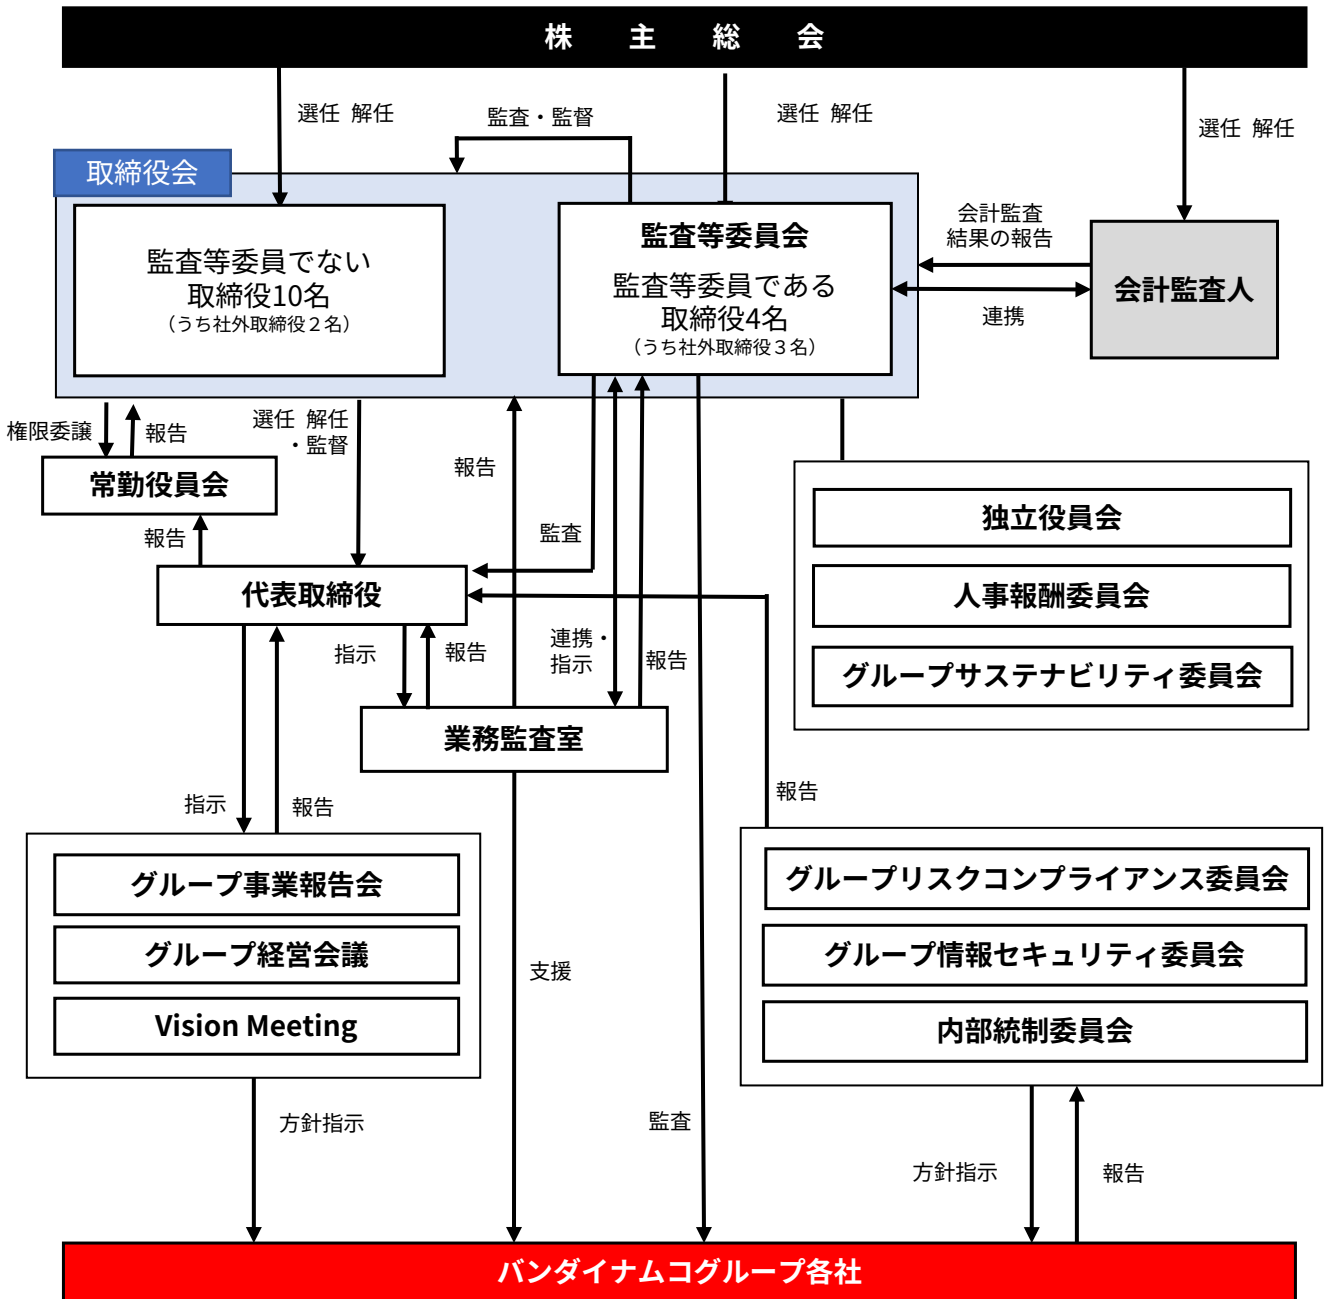 株主総会
選任 解任
監査・監督
選任 解任
選任 解任
取締役会
監査等委員でない
取締役10名
（うち社外取締役２名）
監査等委員会
監査等委員である
取締役4名
（うち社外取締役３名）
会計監査
結果の報告
連携
会計監査人
権限委譲
報告
選任 解任
・監督
報告
常勤役員会
報告
監査
代表取締役
独立役員会
人事報酬委員会
グループサステナビリティ委員会
指示
報告
連携・
指示
報告
業務監査室
指示
報告
報告
グループ事業報告会
グループ経営会議
Vision Meeting
グループリスクコンプライアンス委員会
グループ情報セキュリティ委員会
内部統制委員会
支援
方針指示
監査
方針指示
報告
バンダイナムコグループ各社